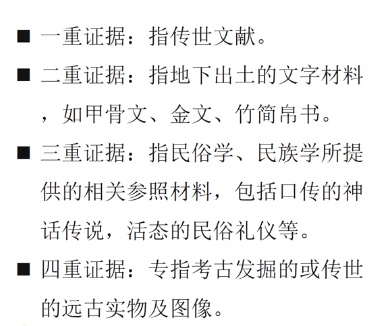 ■ 一重证据：指传世文献。
■ 二重证据：指地下出土的文字材料
，如甲骨文、金文、竹简帛书。
■ 三重证据：指民俗学、民族学所提
供的相关参照材料，包括口传的神
话传说，活态的民俗礼仪等。
■ 四重证据：专指考古发掘的或传世
的远古实物及图像。